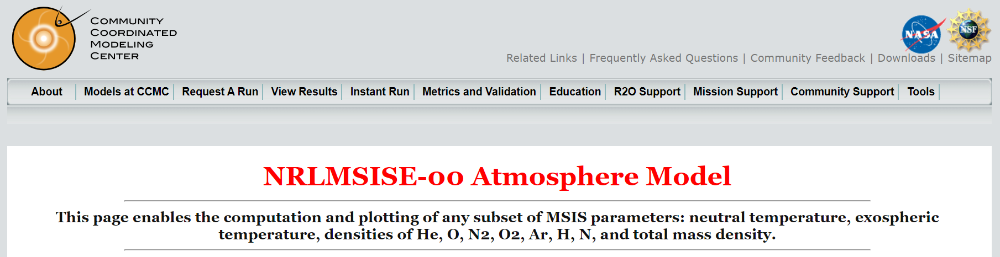 COMMUNITY
COORDINATED
MODELING
CENTER
NASA
NSF
Related Links | Frequently Asked Questions | Community Feedback | Downloads | Sitemap
About
Models at CCMC
Request A Run
View Results
Instant Run
Metrics and Validation
Education
R2O Support
Mission Support
Community Support
Tools
NRLMSISE-00 Atmosphere Model
This page enables the computation and plotting of any subset of MSIS parameters: neutral temperature, exospheric
temperature, densities of He, O, N2, O2, Ar, H, N, and total mass density.